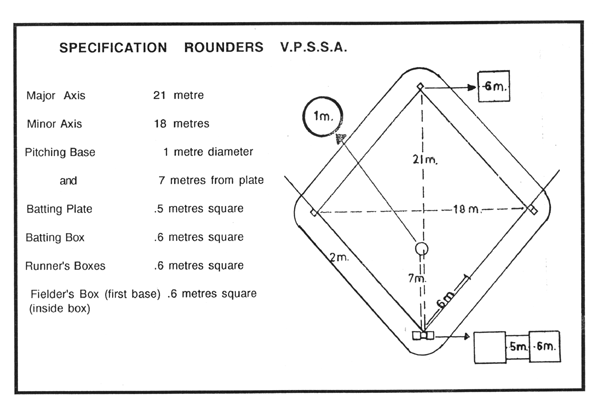 SPECIFICATION ROUNDERS V.P.S.S.A.
Major Axis 21 metre
Minor Axis 18 metres
Pitching Base 1 metre diameter
and 7 metres from plate
Batting Plate .5 metres square
Batting Box .6 metres square
Runner's Boxes .6 metres square
Fielder's Box (first base) .6 metres square
(inside box)
·6m.
1m.
21m.
18m.
2m.
7m.
6m
·5m. ·6m.